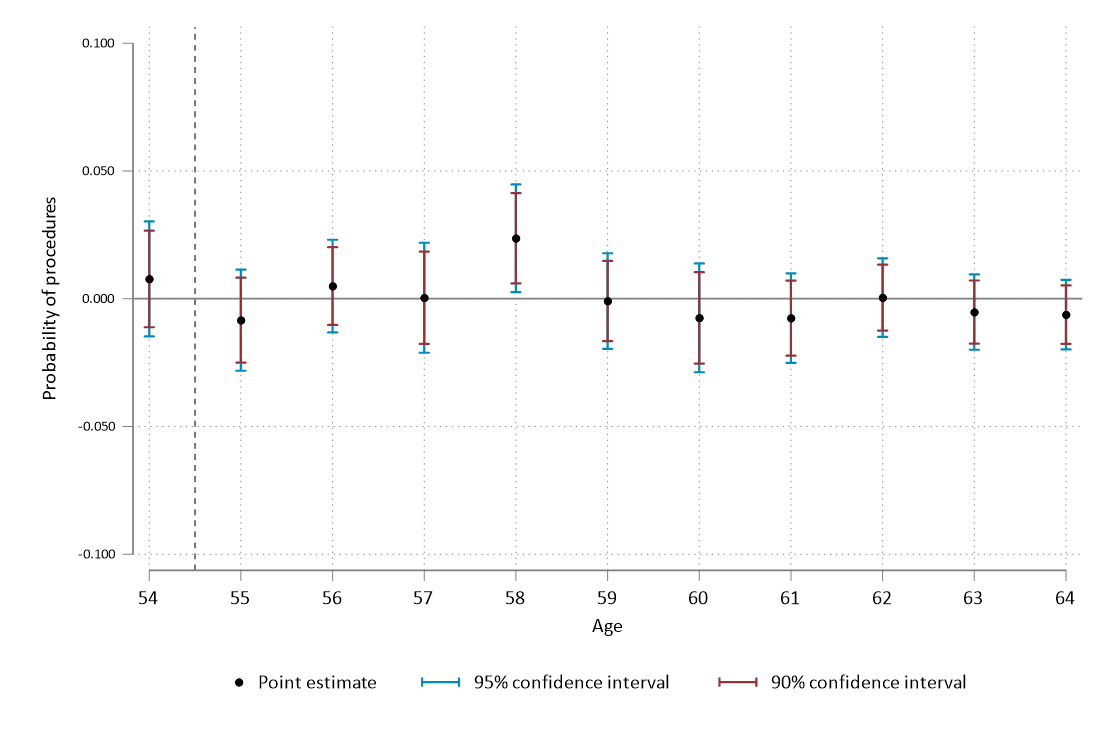 0.100
0.050
0.000
-0.050
-0.100
Probability of procedures
54 55 56 57 58 59 60 61 62 63 64
Age
Point estimate 95% confidence interval 90% confidence interval